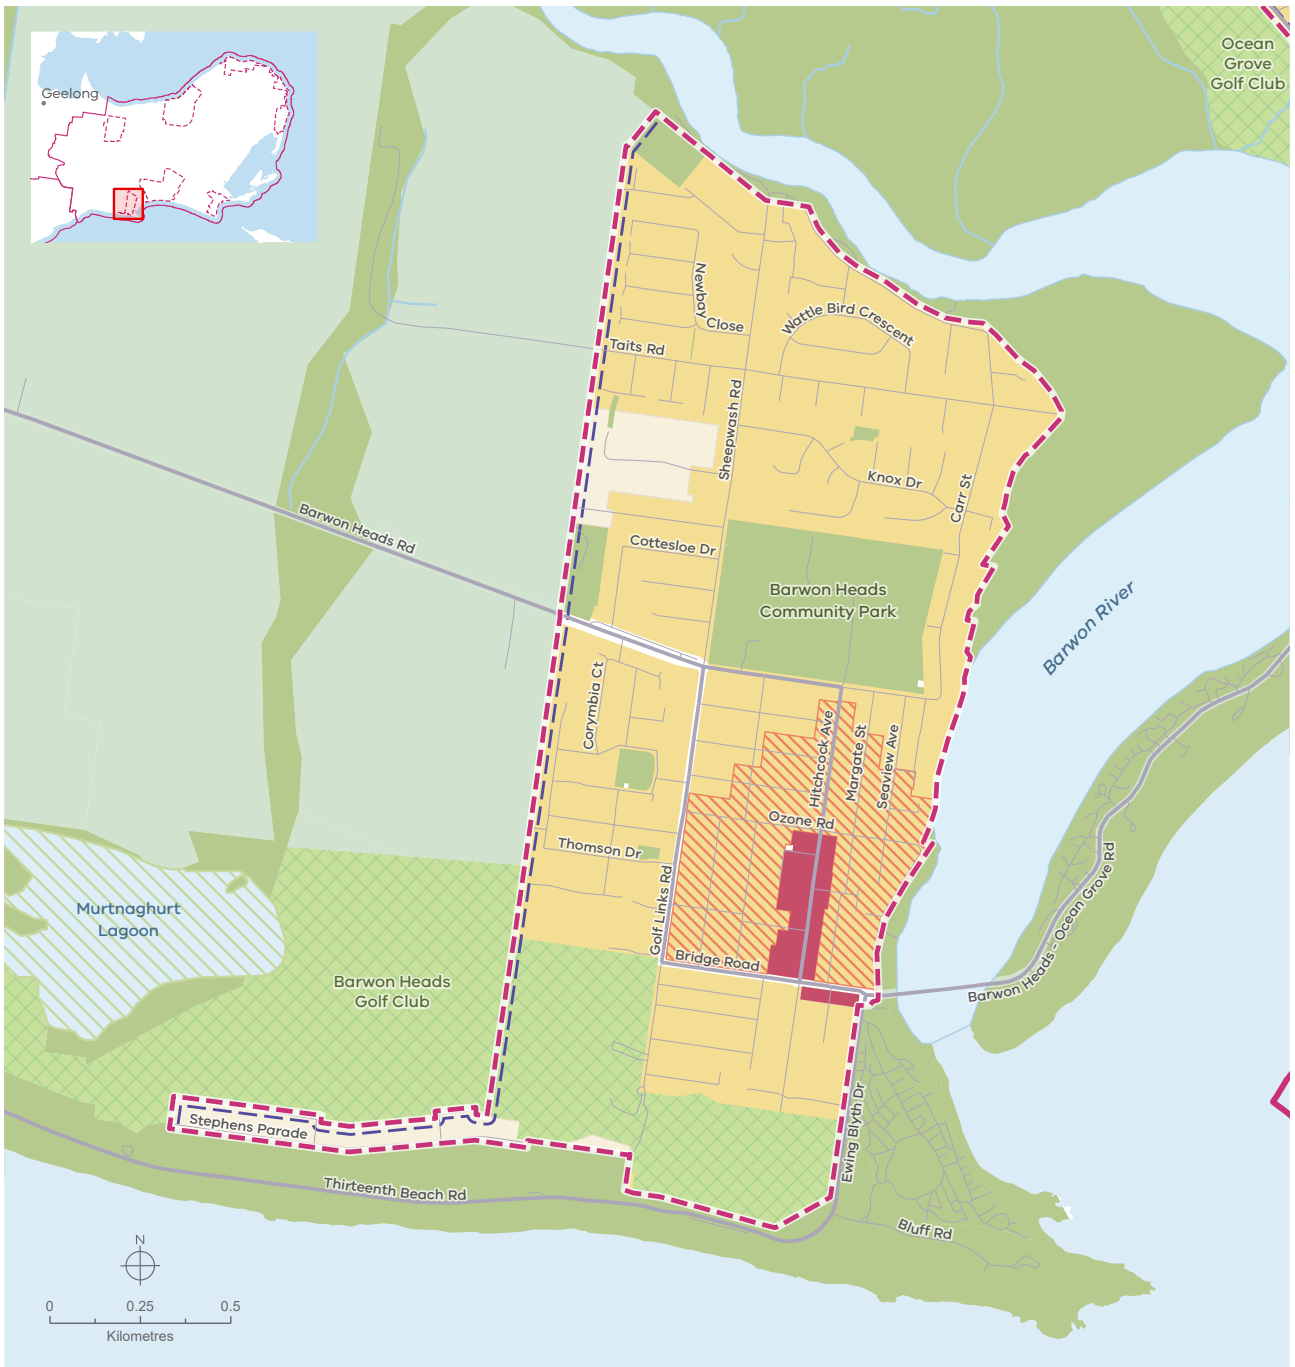 Ocean
Grove
Golf Club
Geelong
Newbay
Close
Wattle Bird Crescent
Taits Rd
Sheepwash Rd
Knox Dr
Carr St
Barwon Heads Rd
Cottesloe Dr
Barwon Heads
Community Park
Barwon River
Corymbia Ct
Hitchcock Ave
Margate St
Seaview Ave
Ozone Rd
Thomson Dr
Golf Links Rd
Barwon Heads - Ocean Grove Rd
Murtnaghurt
Lagoon
Bridge Road
Barwon Heads
Golf Club
Stephens Parade
Ewing Blyth Dr
Thirteenth Beach Rd
Bluff Rd
N
0 0.25 0.5
Kilometres